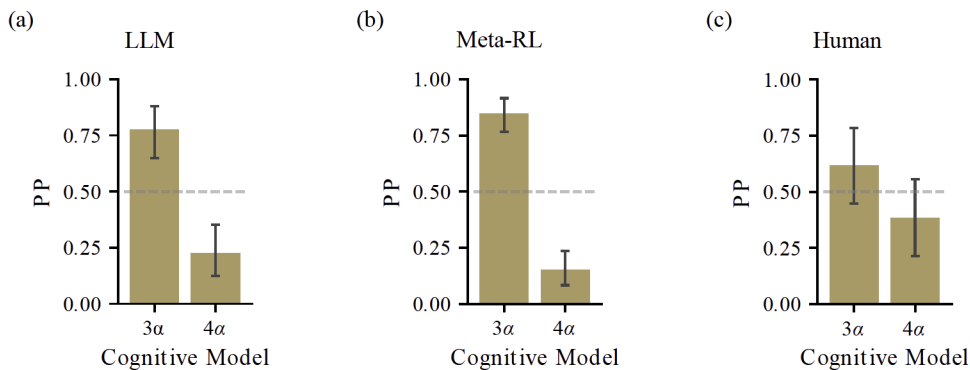 (a)
LLM
PP
1.00
0.75
0.50
0.25
0.00
3α
4α
Cognitive Model
(b)
Meta-RL
PP
1.00
0.75
0.50
0.25
0.00
3α
4α
Cognitive Model
(c)
Human
PP
1.00
0.75
0.50
0.25
0.00
3α
4α
Cognitive Model